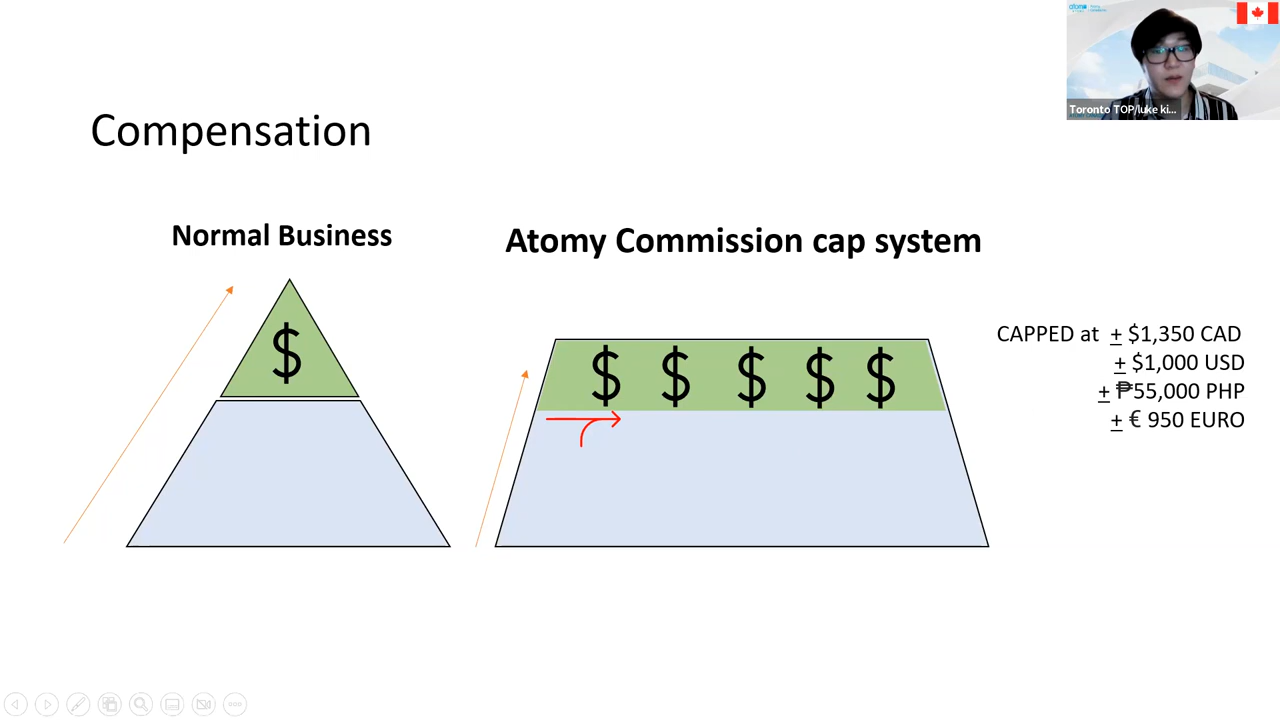 Compensation
Normal Business
Atomy Commission cap system
$
$ $ $ $ $
CAPPED at + $1,350 CAD
+ $1,000 USD
+ ₱55,000 PHP
+ € 950 EURO
Toronto TOP/luke ki...